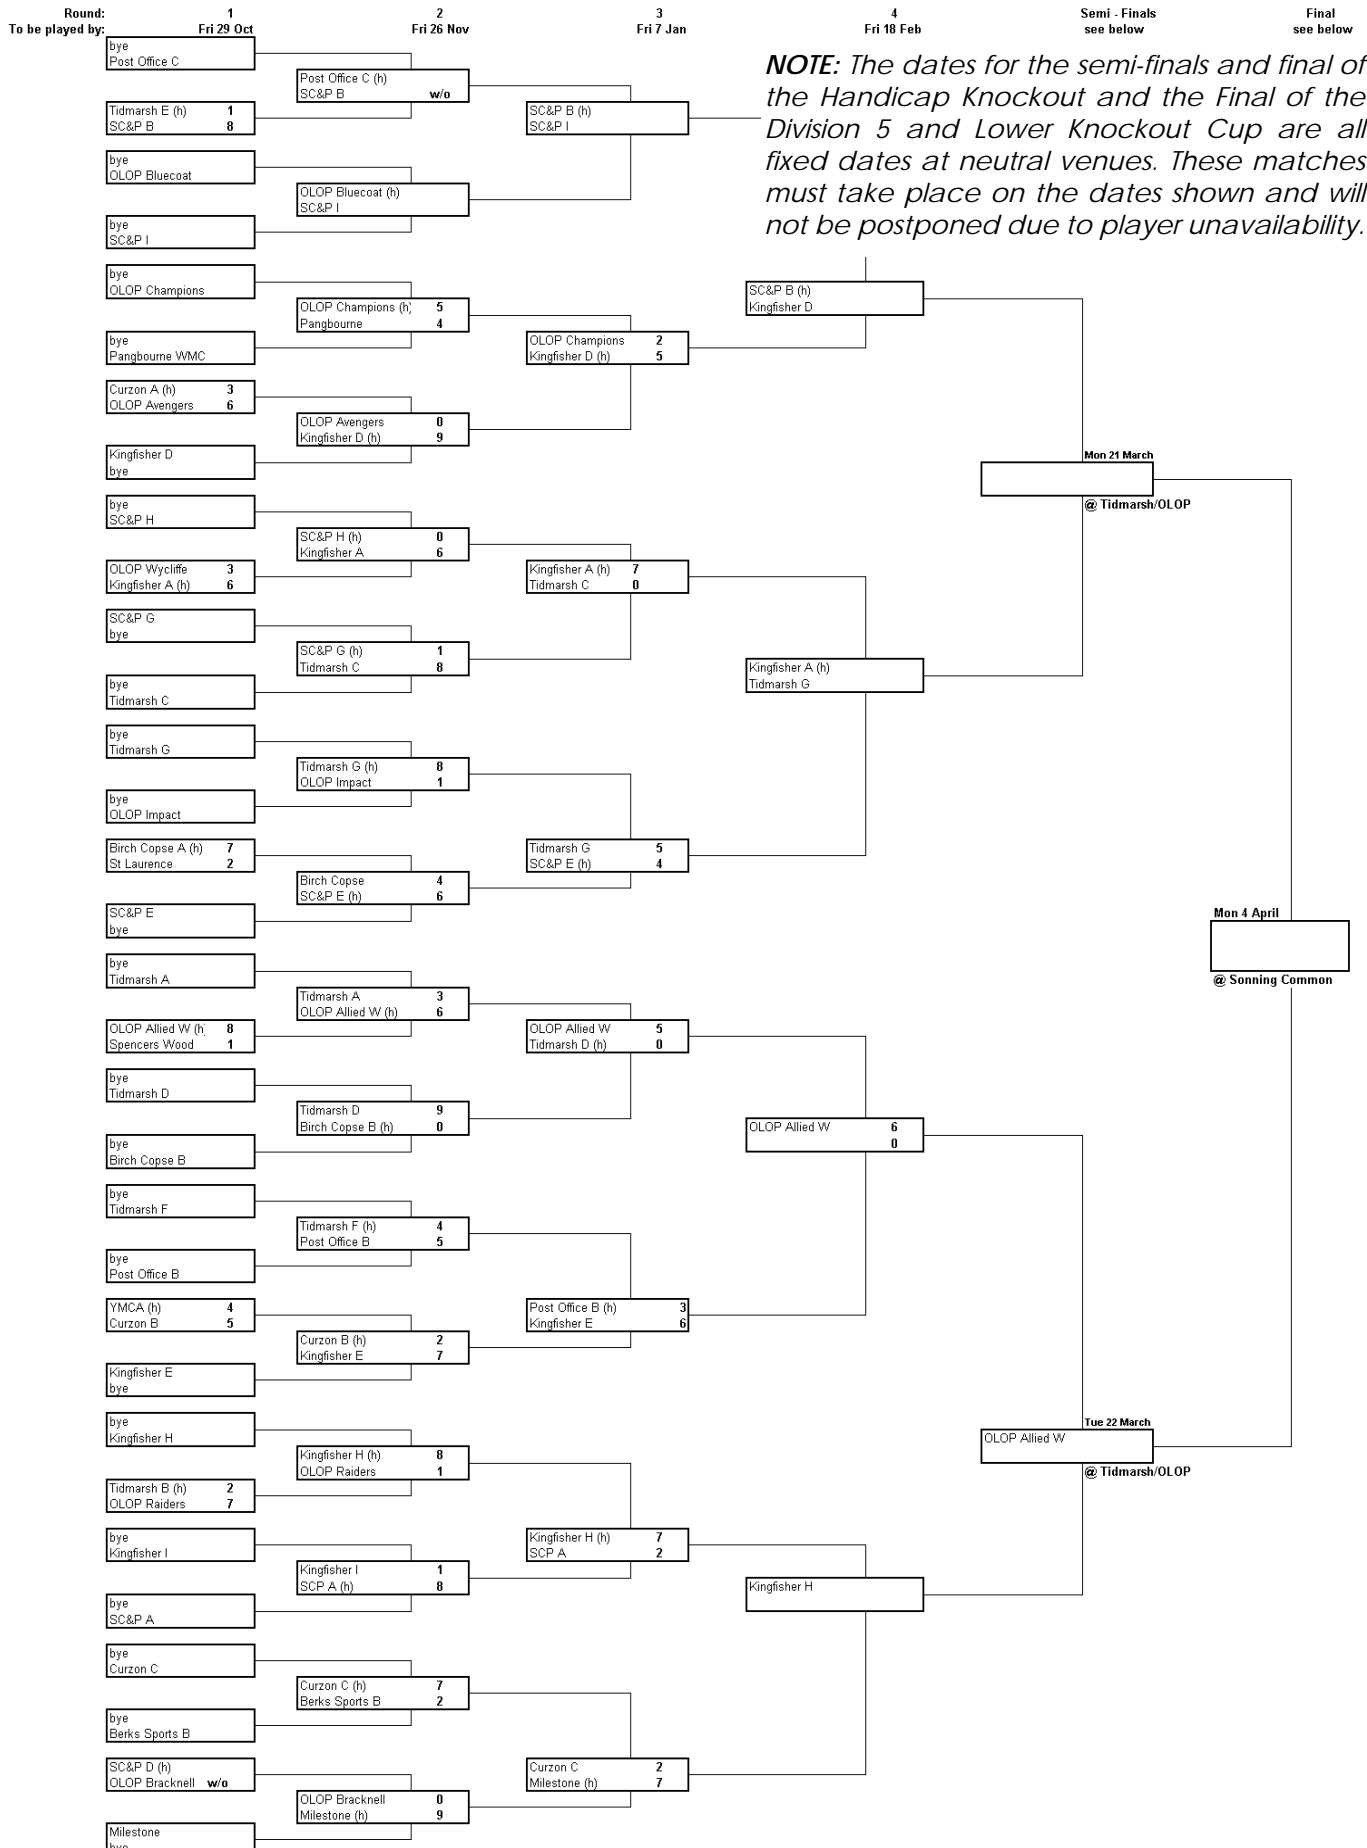 Round: 1 2 3 4 Semi - Finals Final
To be played by: Fri 29 Oct Fri 26 Nov Fri 7 Jan Fri 18 Feb see below see below
NOTE: The dates for the semi-finals and final of
the Handicap Knockout and the Final of the
Division 5 and Lower Knockout Cup are all
fixed dates at neutral venues. These matches
must take place on the dates shown and will
not be postponed due to player unavailability.
bye
Post Office C
Tidmarsh E (h) 1
SC&P B 8
bye
OLOP Bluecoat
bye
SC&P I
bye
OLOP Champions
bye
Pangbourne WMC
Curzon A (h) 3
OLOP Avengers 6
Kingfisher D
bye
bye
SC&P H
OLOP Wycliffe 3
Kingfisher A (h) 6
SC&P G
bye
bye
Tidmarsh C
bye
Tidmarsh G
bye
OLOP Impact
Birch Copse A (h) 7
St Laurence 2
SC&P E
bye
bye
Tidmarsh A
OLOP Allied W (h) 8
Spencers Wood 1
bye
Tidmarsh D
bye
Birch Copse B
bye
Tidmarsh F
bye
Post Office B
YMCA (h) 4
Curzon B 5
Kingfisher E
bye
bye
Kingfisher H
Tidmarsh B (h) 2
OLOP Raiders 7
bye
Kingfisher I
bye
SC&P A
bye
Curzon C
bye
Berks Sports B
SC&P D (h)
OLOP Bracknell w/o
Milestone
bye
Post Office C (h)
SC&P B w/o
OLOP Bluecoat (h)
SC&P I
OLOP Champions (h) 5
Pangbourne 4
OLOP Avengers 0
Kingfisher D (h) 9
SC&P H (h) 0
Kingfisher A 6
SC&P G (h) 1
Tidmarsh C 8
Tidmarsh G (h) 8
OLOP Impact 1
Birch Copse 4
SC&P E (h) 6
Tidmarsh A 3
OLOP Allied W (h) 6
Tidmarsh D 9
Birch Copse B (h) 0
Tidmarsh F (h) 4
Post Office B 5
Curzon B (h) 2
Kingfisher E 7
Kingfisher H (h) 8
OLOP Raiders 1
Kingfisher I 1
SCP A (h) 8
Curzon C (h) 7
Berks Sports B 2
OLOP Bracknell 0
Milestone (h) 9
SC&P B (h)
SC&P I
OLOP Champions 2
Kingfisher D (h) 5
Kingfisher A (h) 7
Tidmarsh C 0
Tidmarsh G 5
SC&P E (h) 4
OLOP Allied W 5
Tidmarsh D (h) 0
Post Office B (h) 3
Kingfisher E 6
Kingfisher H (h) 7
SCP A 2
Curzon C 2
Milestone (h) 7
SC&P B (h)
Kingfisher D
Kingfisher A (h)
Tidmarsh G
OLOP Allied W 6
0
Kingfisher H
Mon 21 March
@ Tidmarsh/OLOP
Tue 22 March
OLOP Allied W
@ Tidmarsh/OLOP
Mon 4 April
@ Sonning Common